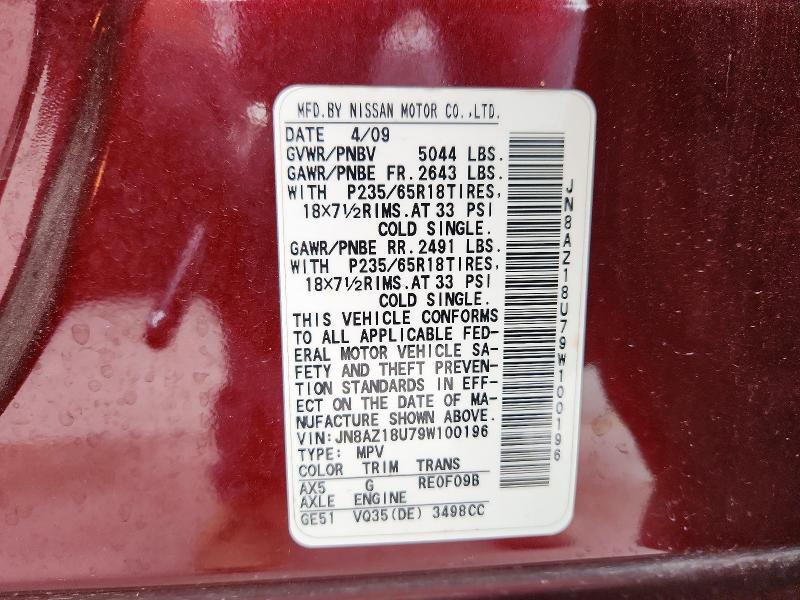 MFD.BY NISSAN MOTOR CO.,LTD.
DATE 4/09
GVWR/PNBV 5044 LBS.
GAWR/PNBE FR. 2643 LBS.
WITH P235/65R18TIRES,
18×7½RIMS.AT 33 PSI
COLD SINGLE.
GAWR/PNBE RR. 2491 LBS.
WITH P235/65R18TIRES,
18×7½RIMS.AT 33 PSI
COLD SINGLE.
THIS VEHICLE CONFORMS
TO ALL APPLICABLE FED-
ERAL MOTOR VEHICLE SA-
FETY AND THEFT PREVEN-
TION STANDARDS IN EFF-
ECT ON THE DATE OF MA-
NUFACTURE SHOWN ABOVE.
VIN:JN8AZ18U79W100196
TYPE: MPV
COLOR TRIM TRANS
AX5 G RE0F09B
AXLE ENGINE
GE51 VQ35(DE) 3498CC
JN8AZ18U79W100196